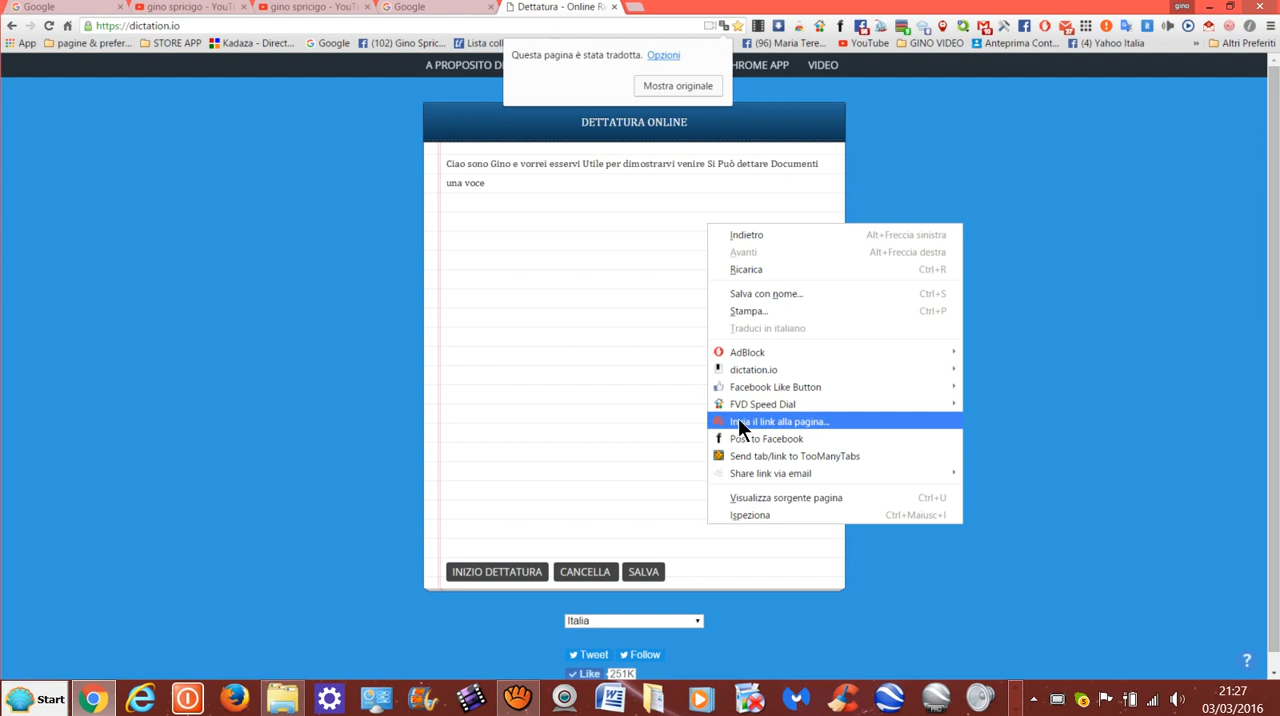 Google
gino spricigo - YouTu
gino spricigo - YouTu
Google
Dettatura - Online Ri
gino
https://dictation.io
App
pagine & prefer...
STORE APP
Kadaza - Direct...
Google
(102) Gino Spric...
Lista coll
(96) Maria Tere...
YouTube
GINO VIDEO
Anteprima Cont...
(4) Yahoo Italia
»
Altri Preferiti
Questa pagina è stata tradotta. Opzioni
Mostra originale
A PROPOSITO DI
HROME APP
VIDEO
DETTATURA ONLINE
Ciao sono Gino e vorrei esservi Utile per dimostrarvi venire Si Può dettare Documenti
una voce
Indietro Alt+Freccia sinistra
Avanti Alt+Freccia destra
Ricarica Ctrl+R
Salva con nome... Ctrl+S
Stampa... Ctrl+P
Traduci in italiano
AdBlock
dictation.io
Facebook Like Button
FVD Speed Dial
Invia il link alla pagina...
Post to Facebook
Send tab/link to TooManyTabs
Share link via email
Visualizza sorgente pagina Ctrl+U
Ispeziona Ctrl+Maiusc+I
INIZIO DETTATURA
CANCELLA
SALVA
Italia
Tweet
Follow
Like
251K
?
Start
21:27
03/03/2016